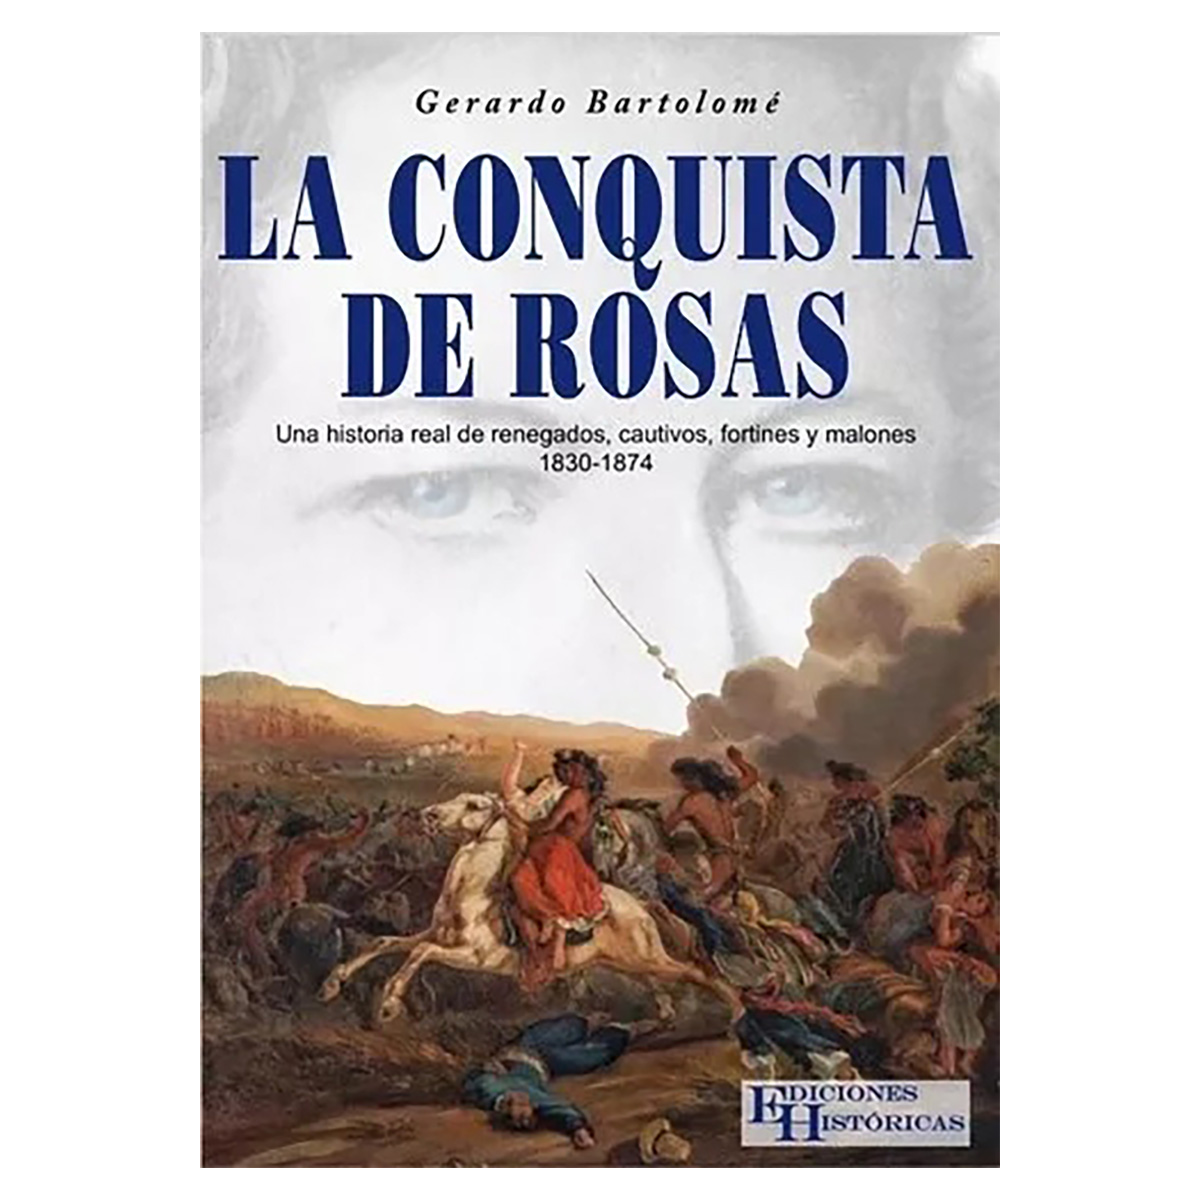 Gerardo Bartolomé
LA CONQUISTA
DE ROSAS
Una historia real de renegados, cautivos, fortines y malones
1830-1874
EDICIONES
HISTÓRICAS